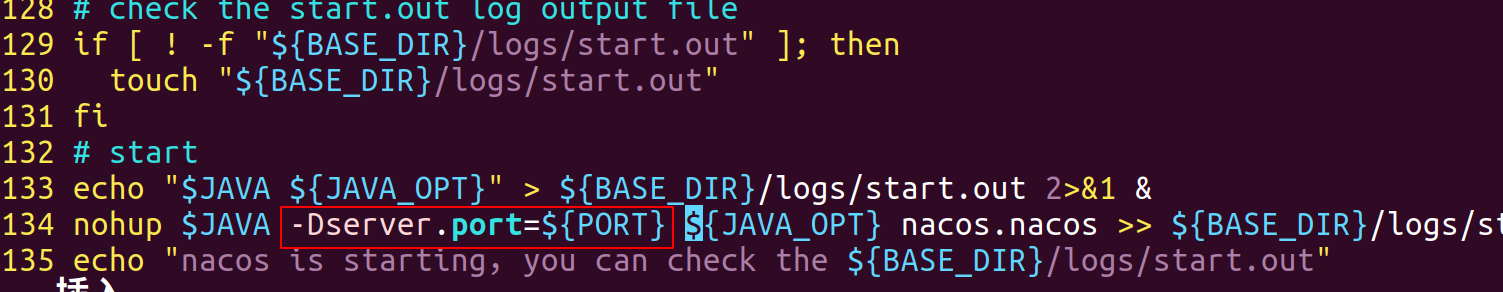 128 # check the start.out log output file
129 if [ ! -f "${BASE_DIR}/logs/start.out" ]; then
130   touch "${BASE_DIR}/logs/start.out"
131 fi
132 # start
133 echo "$JAVA ${JAVA_OPT}" > ${BASE_DIR}/logs/start.out 2>&1 &
134 nohup $JAVA -Dserver.port=${PORT} ${JAVA_OPT} nacos.nacos >> ${BASE_DIR}/logs/st
135 echo "nacos is starting, you can check the ${BASE_DIR}/logs/start.out"
插入